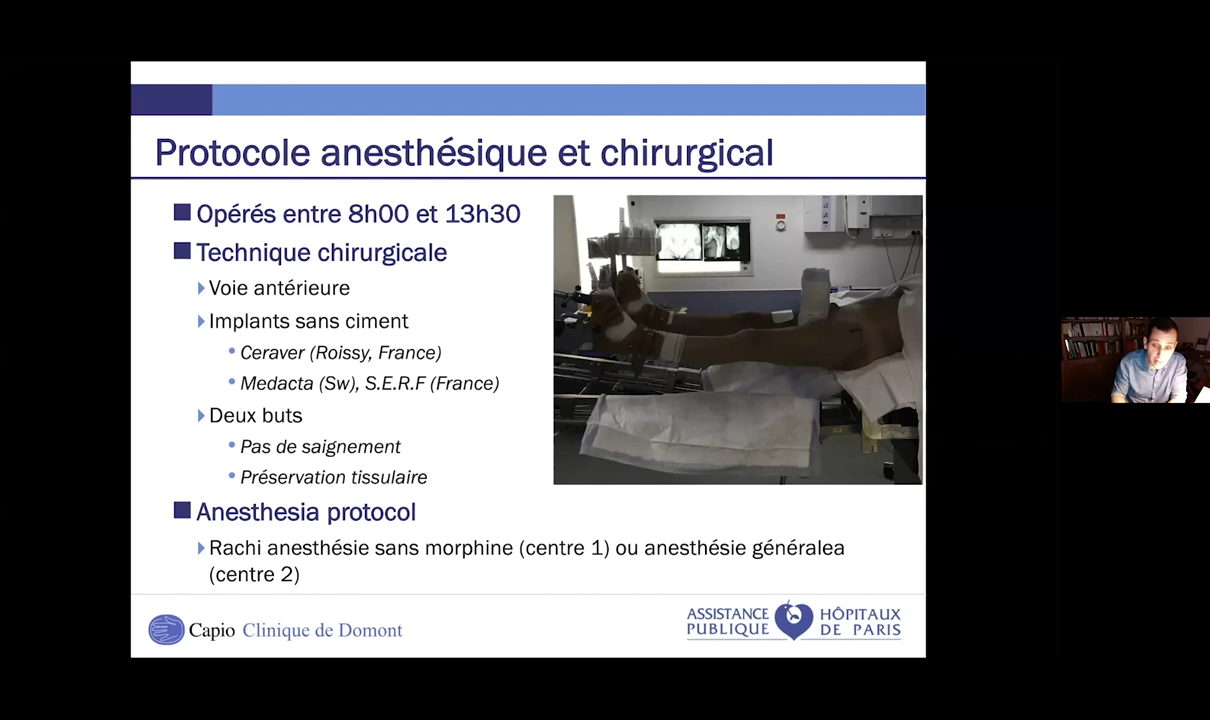 Protocole anesthésique et chirurgical
Opérés entre 8h00 et 13h30
Technique chirurgicale
Voie antérieure
Implants sans ciment
Ceraver (Roissy, France)
Medacta (Sw), S.E.R.F (France)
Deux buts
Pas de saignement
Préservation tissulaire
Anesthesia protocol
Rachi anesthésie sans morphine (centre 1) ou anesthésie généralea
(centre 2)
Capio Clinique de Domont
ASSISTANCE HÔPITAUX
PUBLIQUE DE PARIS